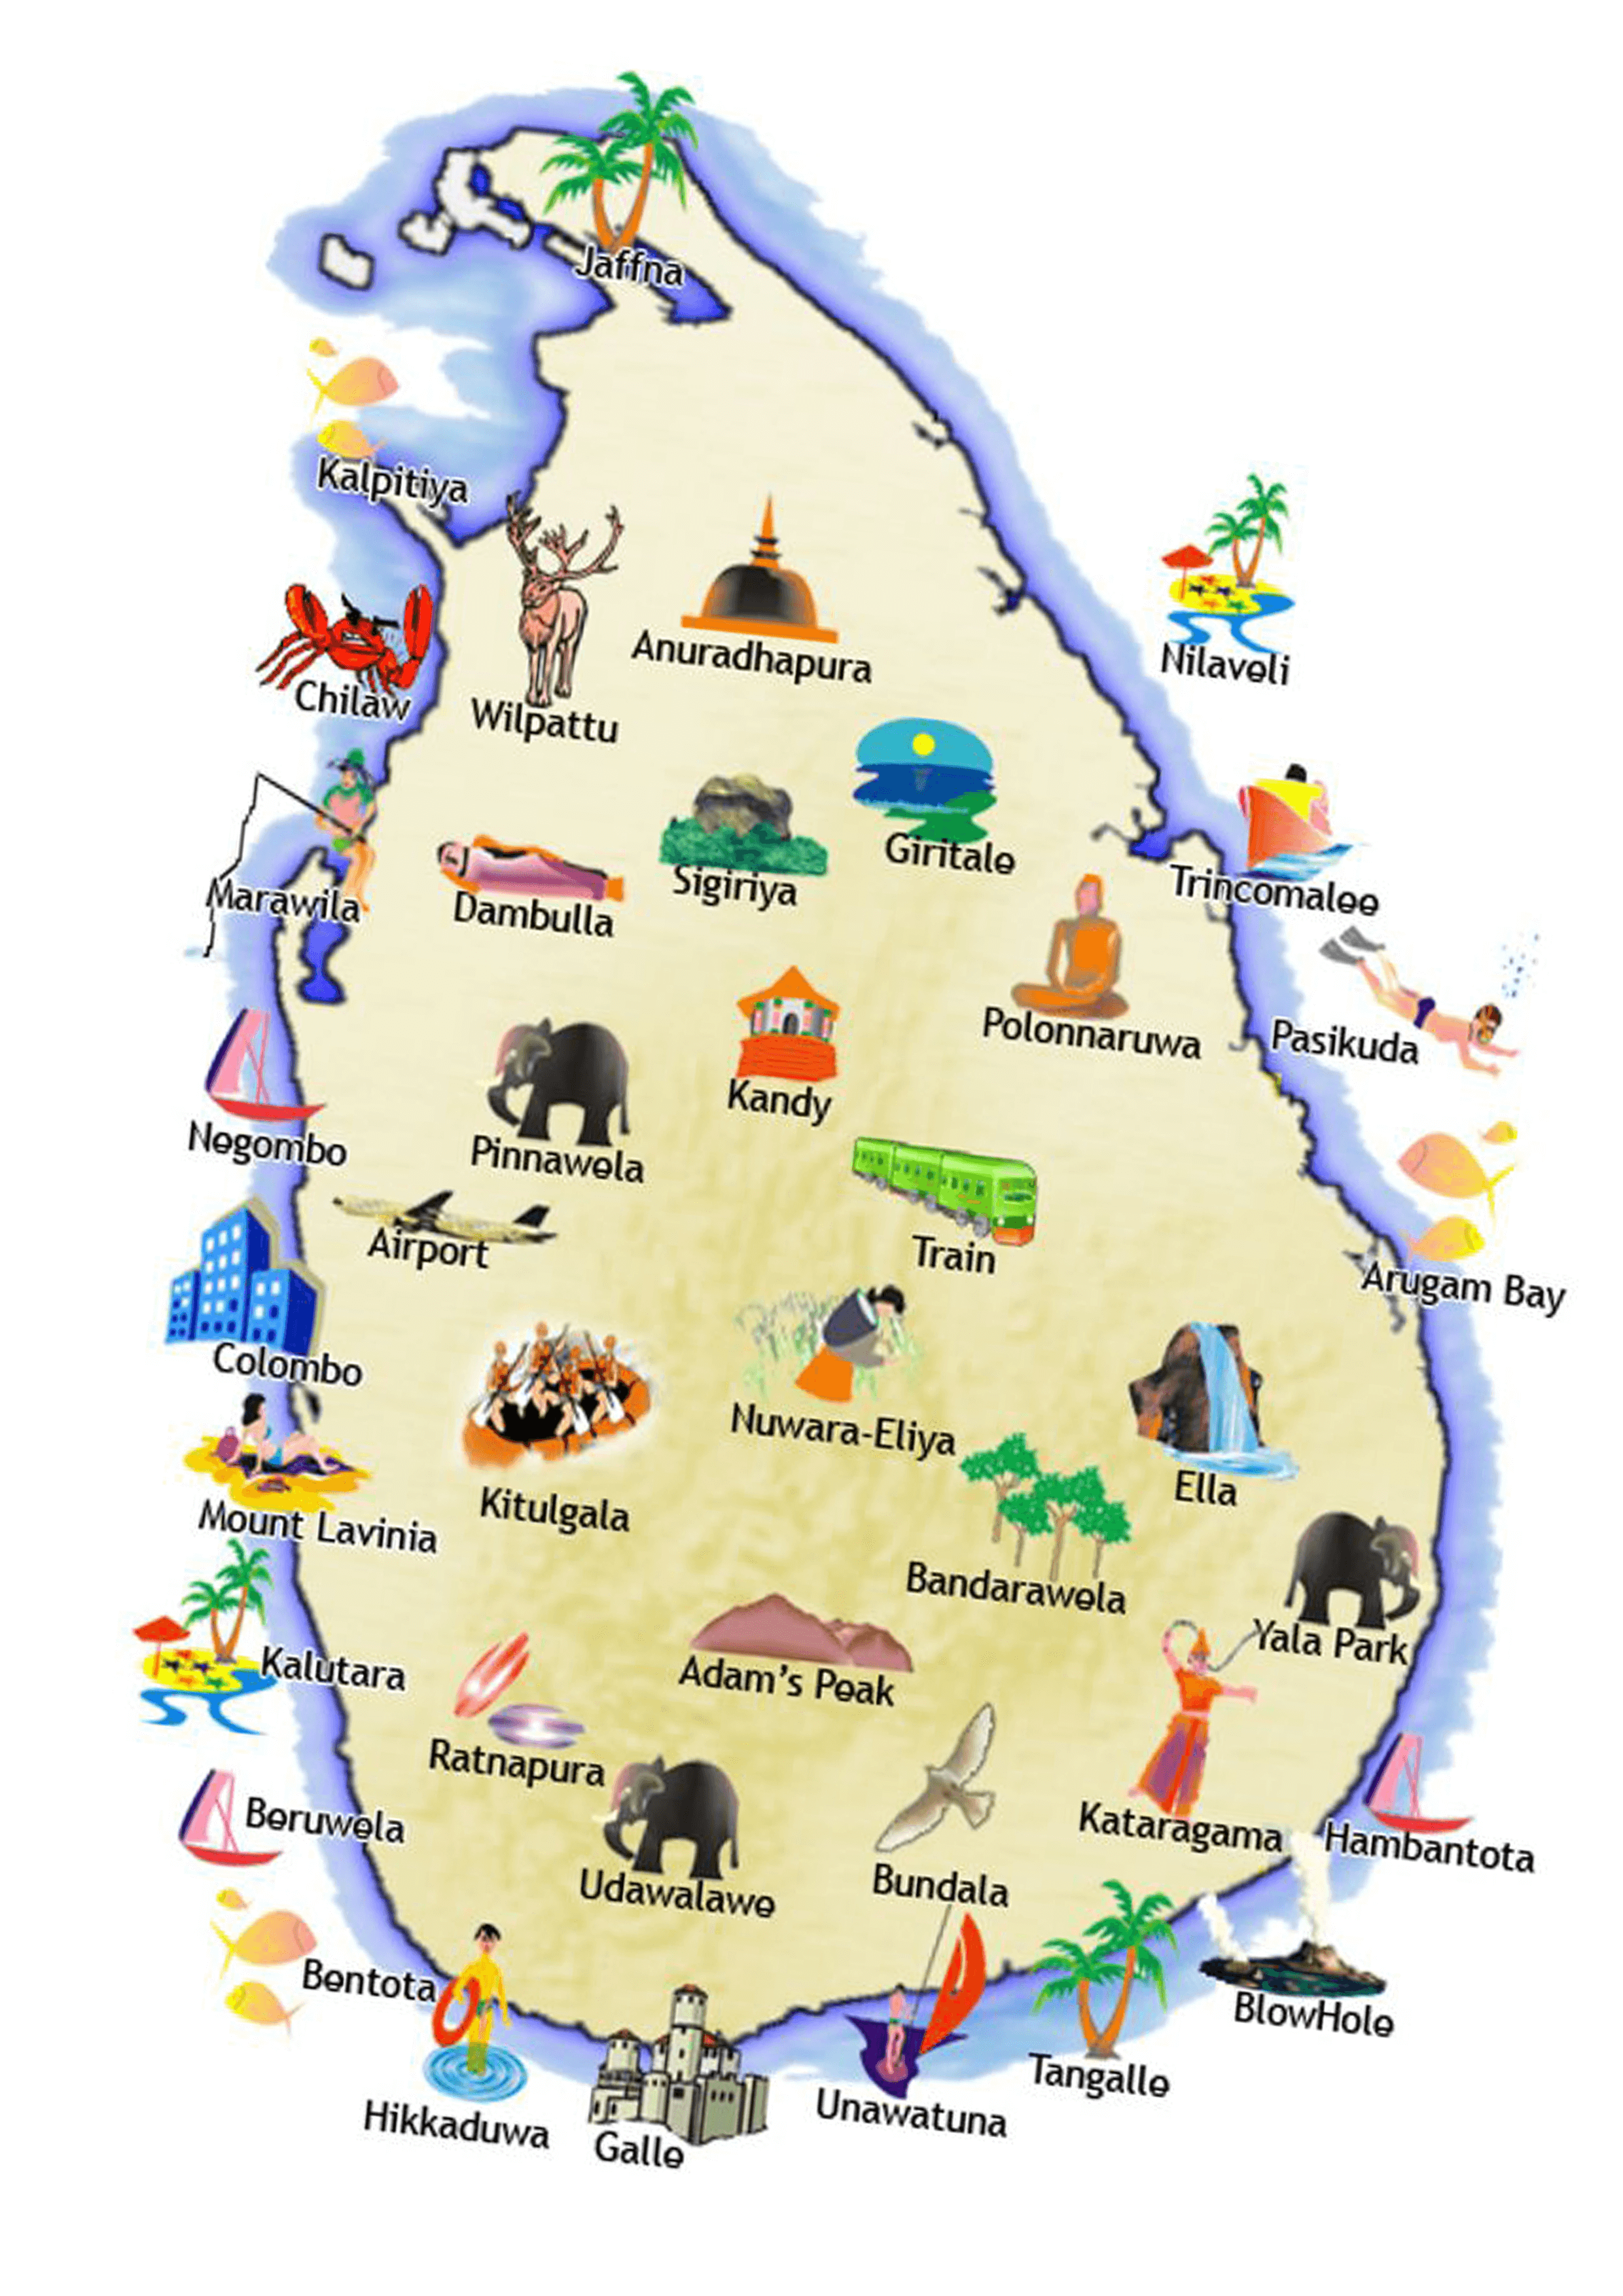 Jaffna
Kalpitiya
Nilaveli
Anuradhapura
Chilaw
Wilpattu
Giritale
Sigiriya
Trincomalee
Marawila
Dambulla
Polonnaruwa
Pasikuda
Kandy
Negombo
Pinnawela
Airport
Train
Arugam Bay
Colombo
Nuwara-Eliya
Ella
Kitulgala
Mount Lavinia
Bandarawela
Yala Park
Kalutara
Adam's Peak
Ratnapura
Beruwela
Kataragama
Hambantota
Udawalawe
Bundala
Bentota
BlowHole
Tangalle
Unawatuna
Hikkaduwa
Galle